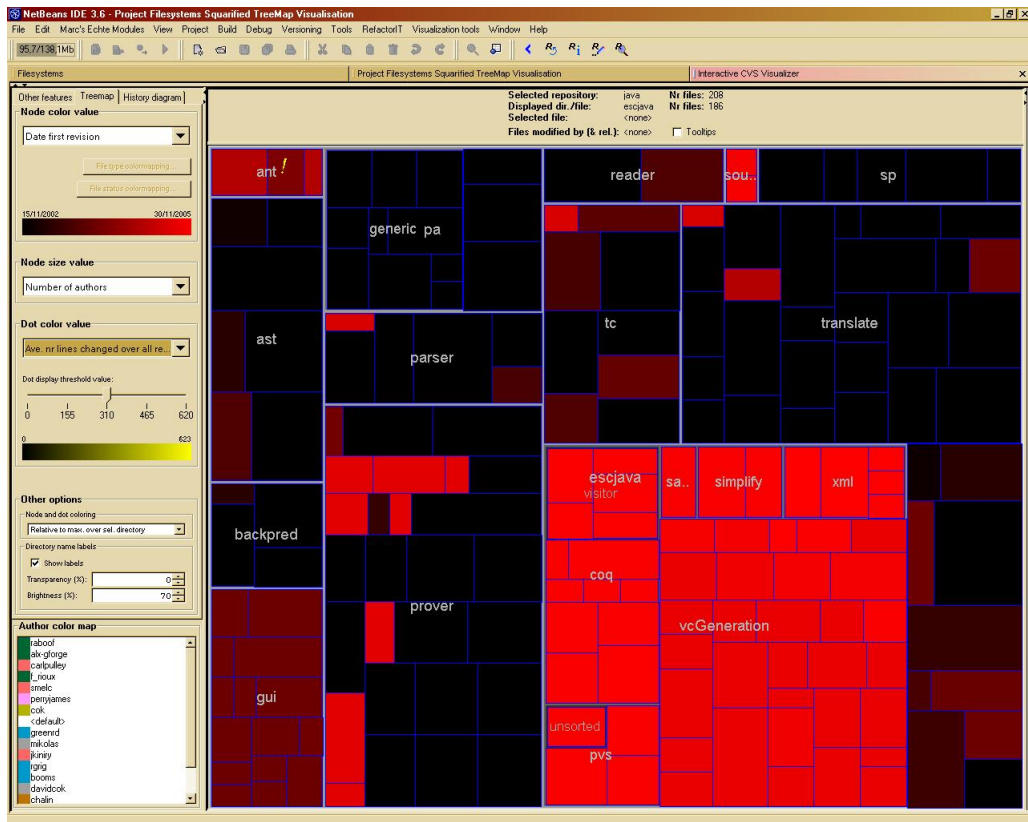 NetBeans IDE 3.6 - Project Filesystems Squarified TreeMap Visualisation
File Edit Marc's Echte Modules View Project Build Debug Versioning Tools RefactorIT Visualization tools Window Help
95,7/138,1Mb
Filesystems
Project Filesystems Squarified TreeMap Visualisation
Interactive CVS Visualizer
Other features Treemap History diagram
Node color value
Date first revision
File type colormapping...
File status colormapping...
15/11/2002 30/11/2005
Node size value
Number of authors
Dot color value
Ave. nr lines changed over all re...
Dot display threshold value:
0 155 310 465 620
0 623
Other options
Node and dot coloring
Relative to max. over sel. directory
Directory name labels
Show labels
Transparency (%): 0
Brightness (%): 70
Author color map
raboof
alx-gforge
carlpulley
f_rioux
smelc
perryjames
cok
<default>
greenrd
mikolas
jkiniry
rgrig
booms
davidcok
chalin
Selected repository: java Nr files: 208
Displayed dir./file: escjava Nr files: 186
Selected file: <none>
Files modified by (& rel.): <none> Tooltips
ant !
generic pa
reader
sou..
sp
ast
parser
tc
translate
backpred
prover
escjava
visitor
sa..
simplify
xml
coq
vcGeneration
gui
unsorted
pvs